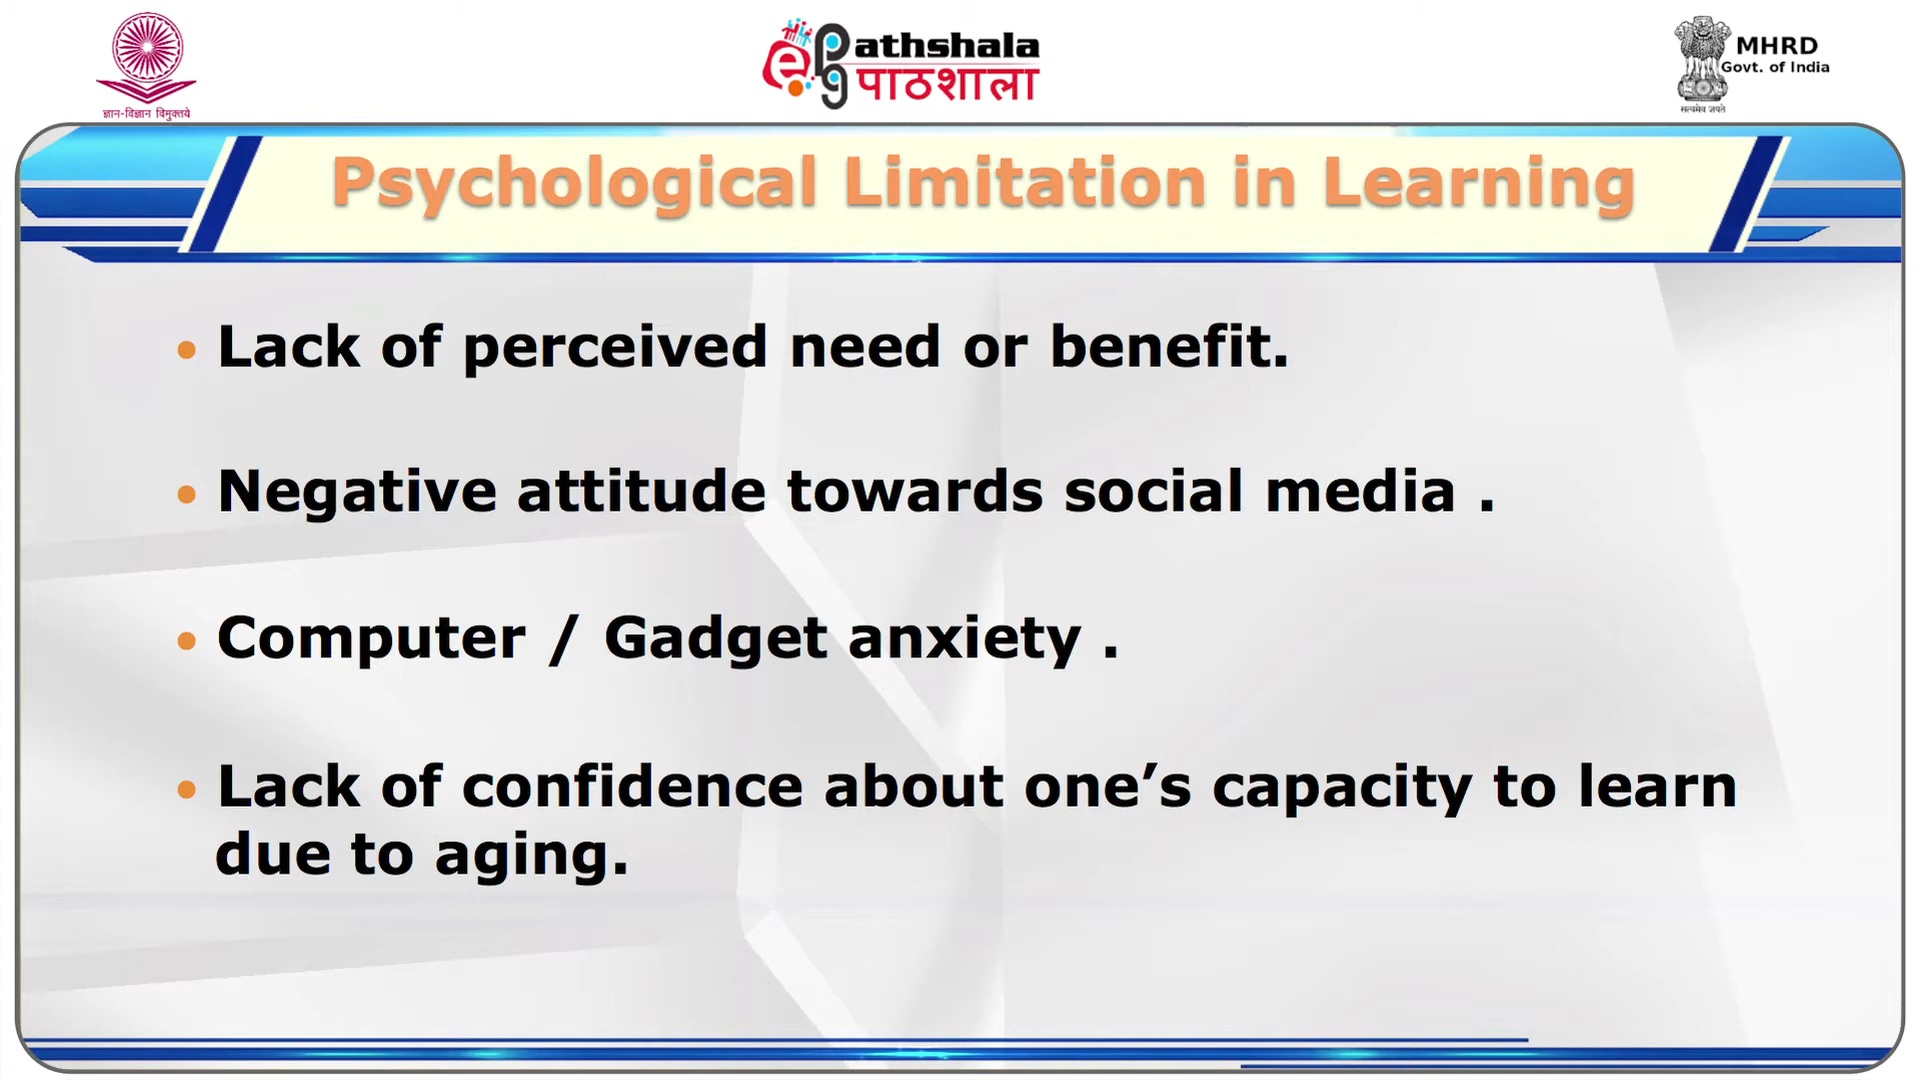 ज्ञान-विज्ञान विमुक्तये
ePG
athshala
पाठशाला
MHRD
Govt. of India
सत्यमेव जयते
Psychological Limitation in Learning
• Lack of perceived need or benefit.
• Negative attitude towards social media .
• Computer / Gadget anxiety .
• Lack of confidence about one’s capacity to learn
due to aging.